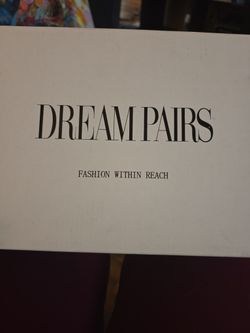 DREAM PAIRS
FASHION WITHIN REACH